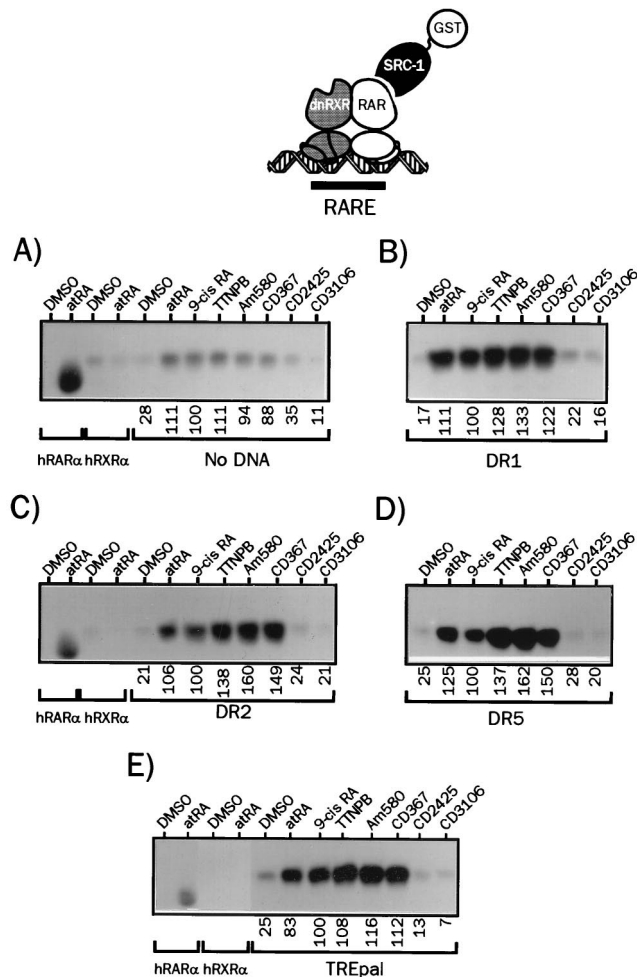 GST
SRC-1
dnRXR RAR
RARE
A)
DMSO atRA DMSO atRA DMSO atRA 9-cis RA TTNPB Am580 CD367 CD2425 CD3106
28 111 100 111 94 88 35 11
hRARα hRXRα No DNA
B)
DMSO atRA 9-cis RA TTNPB Am580 CD367 CD2425 CD3106
17 111 100 128 133 122 22 16
DR1
C)
DMSO atRA DMSO atRA DMSO atRA 9-cis RA TTNPB Am580 CD367 CD2425 CD3106
21 106 100 138 160 149 24 21
hRARα hRXRα DR2
D)
DMSO atRA 9-cis RA TTNPB Am580 CD367 CD2425 CD3106
25 125 100 137 162 150 28 20
DR5
E)
DMSO atRA DMSO atRA DMSO atRA 9-cis RA TTNPB Am580 CD367 CD2425 CD3106
25 83 100 108 116 112 13 7
hRARα hRXRα TREpal